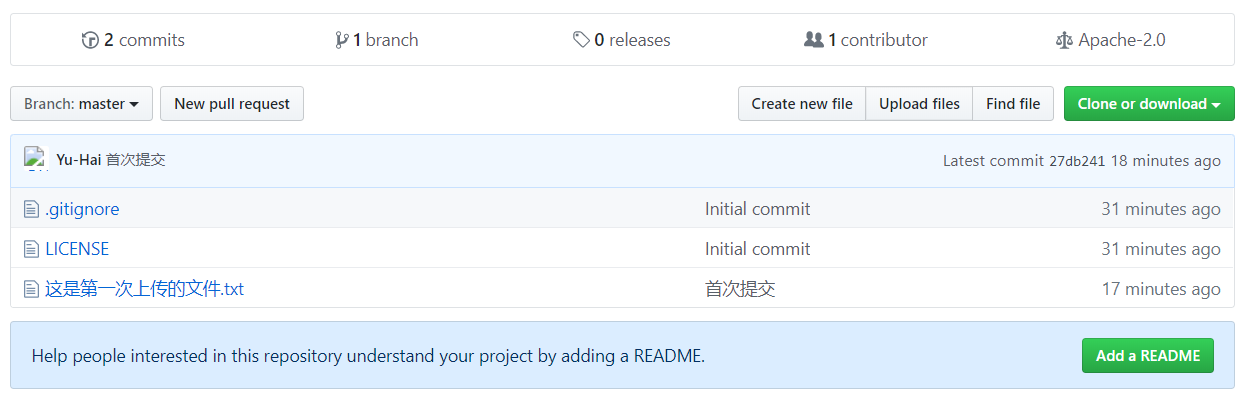 2 commits 1 branch 0 releases 1 contributor Apache-2.0
Branch: master New pull request Create new file Upload files Find file Clone or download
Yu-Hai 首次提交 Latest commit 27db241 18 minutes ago
.gitignore Initial commit 31 minutes ago
LICENSE Initial commit 31 minutes ago
这是第一次上传的文件.txt 首次提交 17 minutes ago
Help people interested in this repository understand your project by adding a README. Add a README